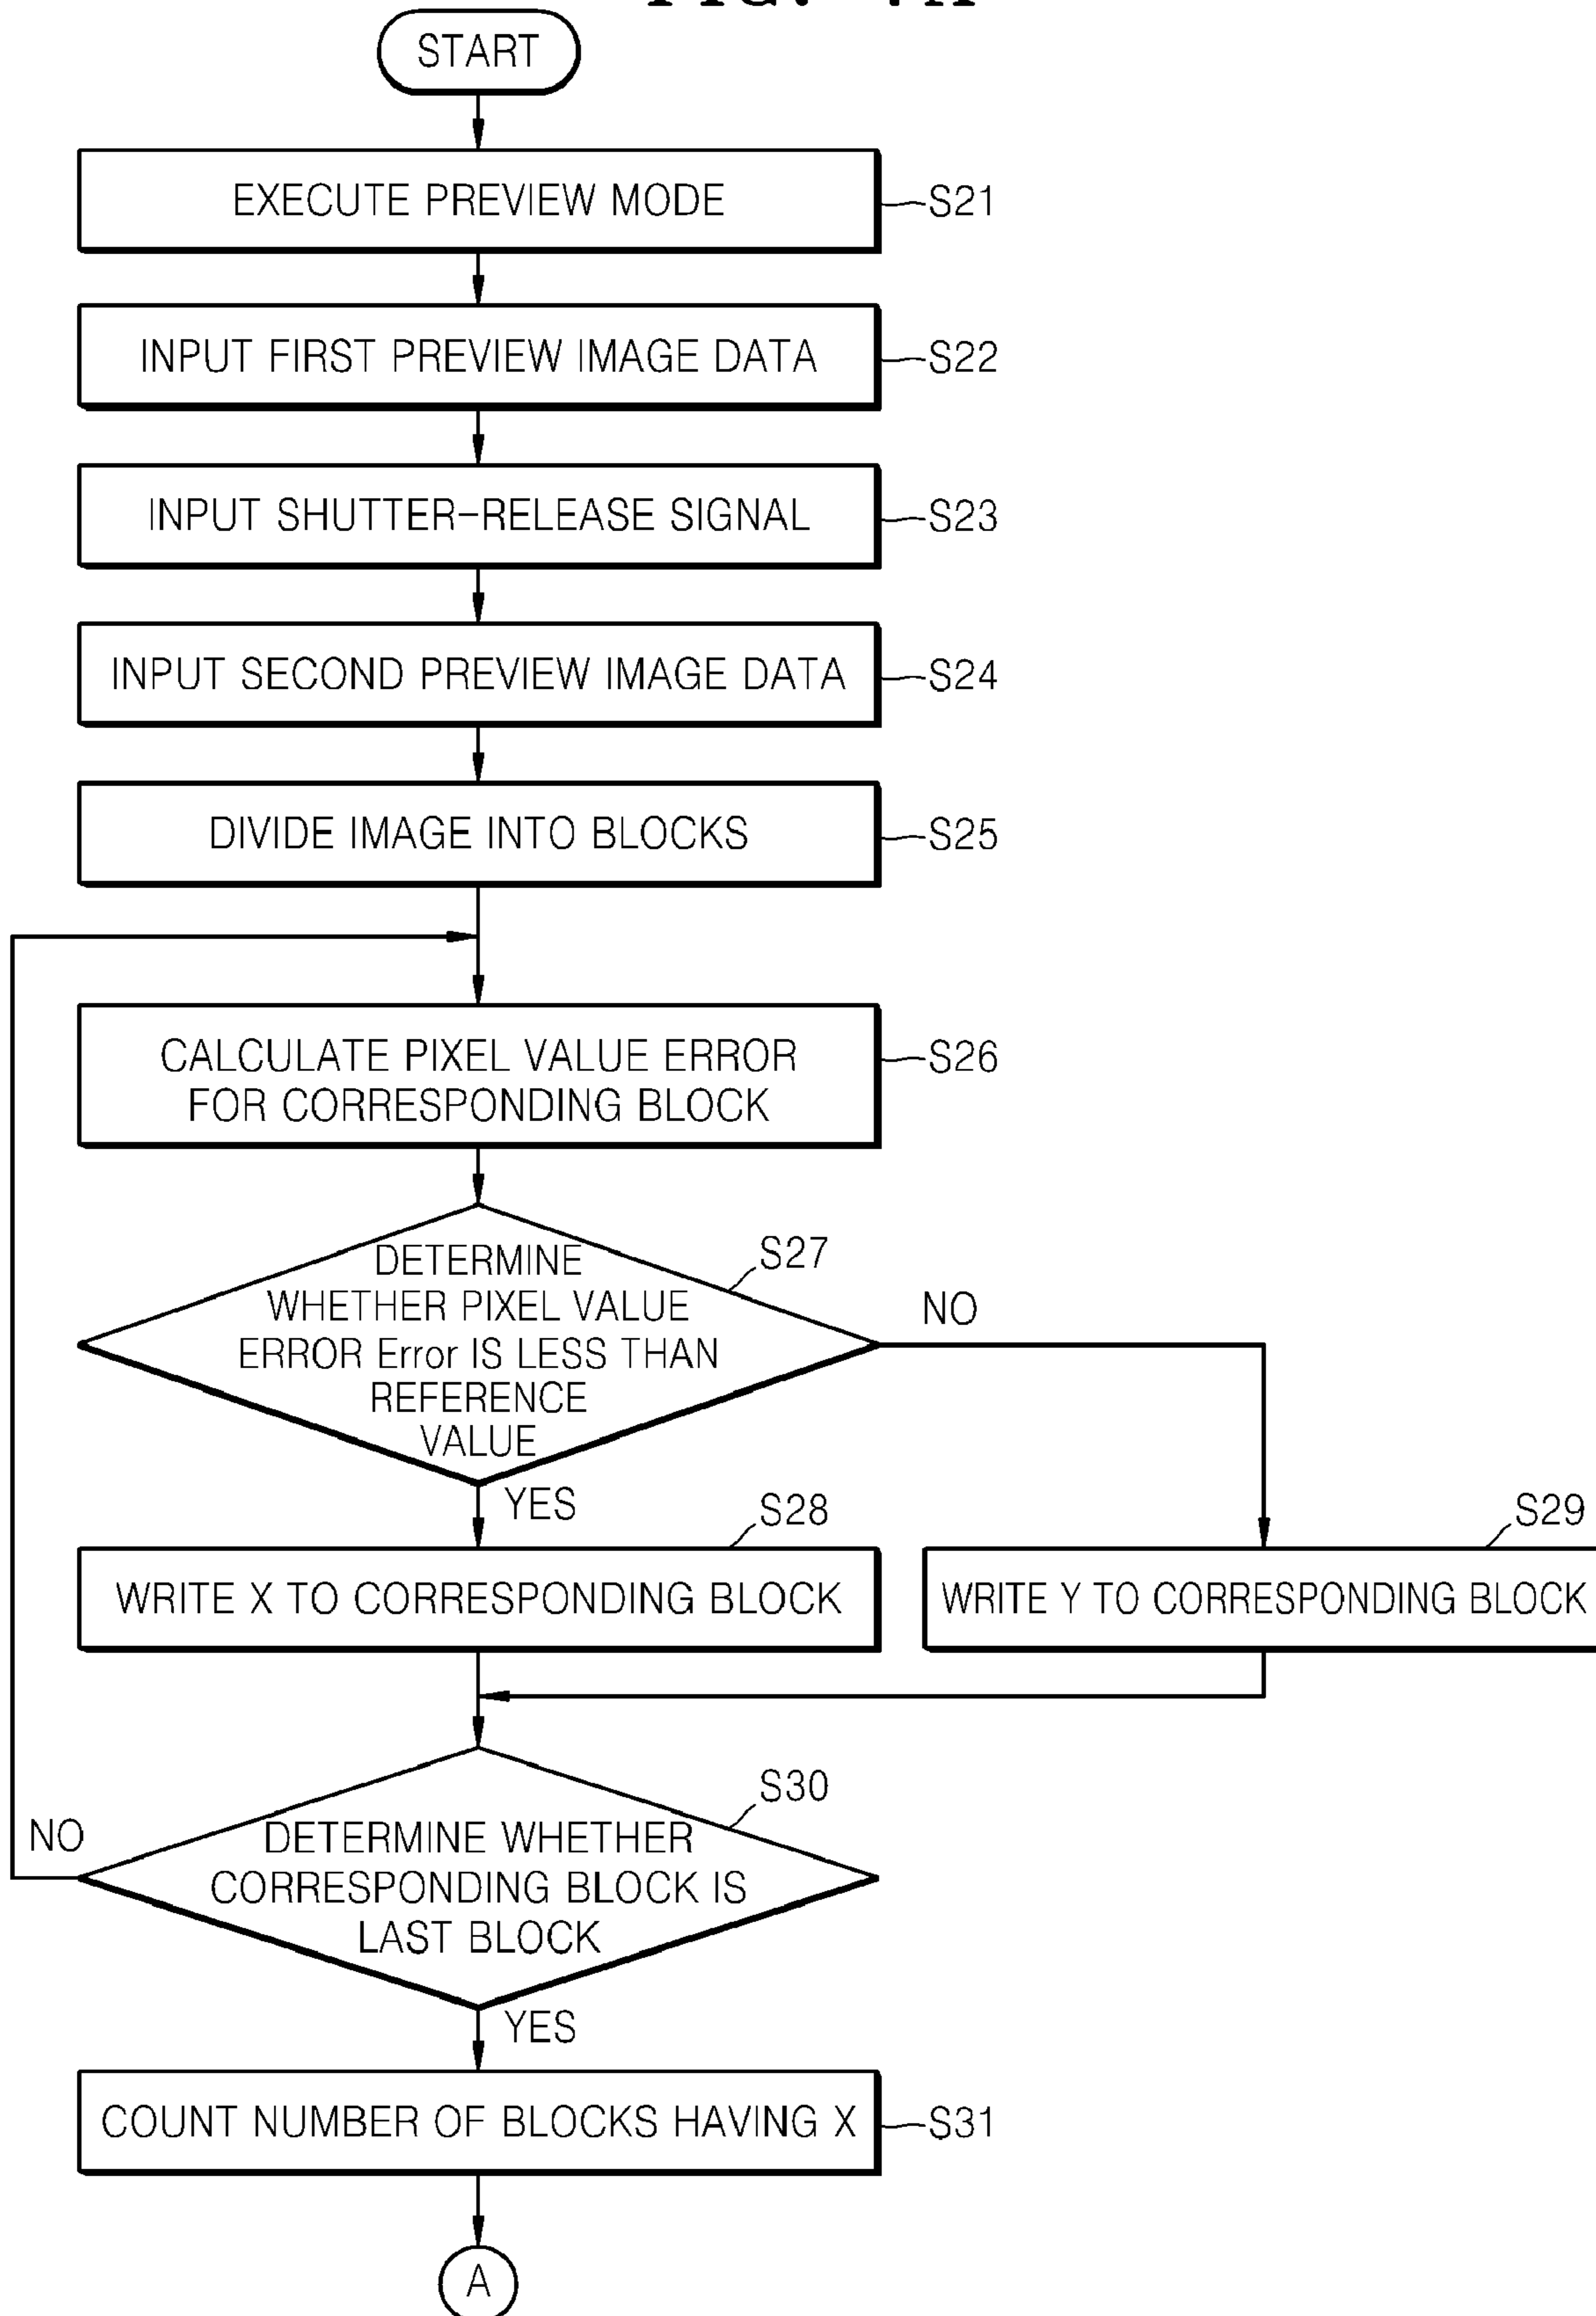 START
EXECUTE PREVIEW MODE
S21
INPUT FIRST PREVIEW IMAGE DATA
S22
INPUT SHUTTER-RELEASE SIGNAL
S23
INPUT SECOND PREVIEW IMAGE DATA
S24
DIVIDE IMAGE INTO BLOCKS
S25
CALCULATE PIXEL VALUE ERROR
FOR CORRESPONDING BLOCK
S26
DETERMINE
WHETHER PIXEL VALUE
ERROR Error IS LESS THAN
REFERENCE
VALUE
S27
NO
YES
S28
WRITE X TO CORRESPONDING BLOCK
S29
WRITE Y TO CORRESPONDING BLOCK
S30
NO
DETERMINE WHETHER
CORRESPONDING BLOCK IS
LAST BLOCK
YES
COUNT NUMBER OF BLOCKS HAVING X
S31
A